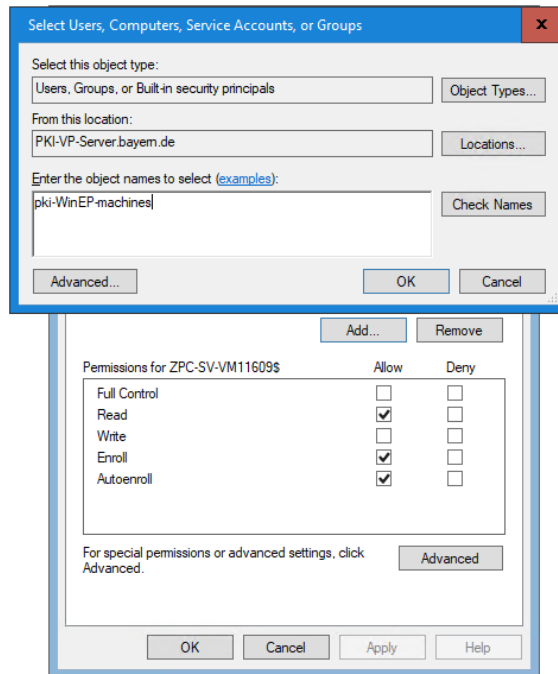 Select Users, Computers, Service Accounts, or Groups
x
Select this object type:
Users, Groups, or Built-in security principals
Object Types...
From this location:
PKI-VP-Server.bayern.de
Locations...
Enter the object names to select (examples):
pki-WinEP-machines
Check Names
Advanced...
OK
Cancel
Add...
Remove
Permissions for ZPC-SV-VM11609$
Allow
Deny
Full Control
Read
Write
Enroll
Autoenroll
For special permissions or advanced settings, click
Advanced.
Advanced
OK
Cancel
Apply
Help